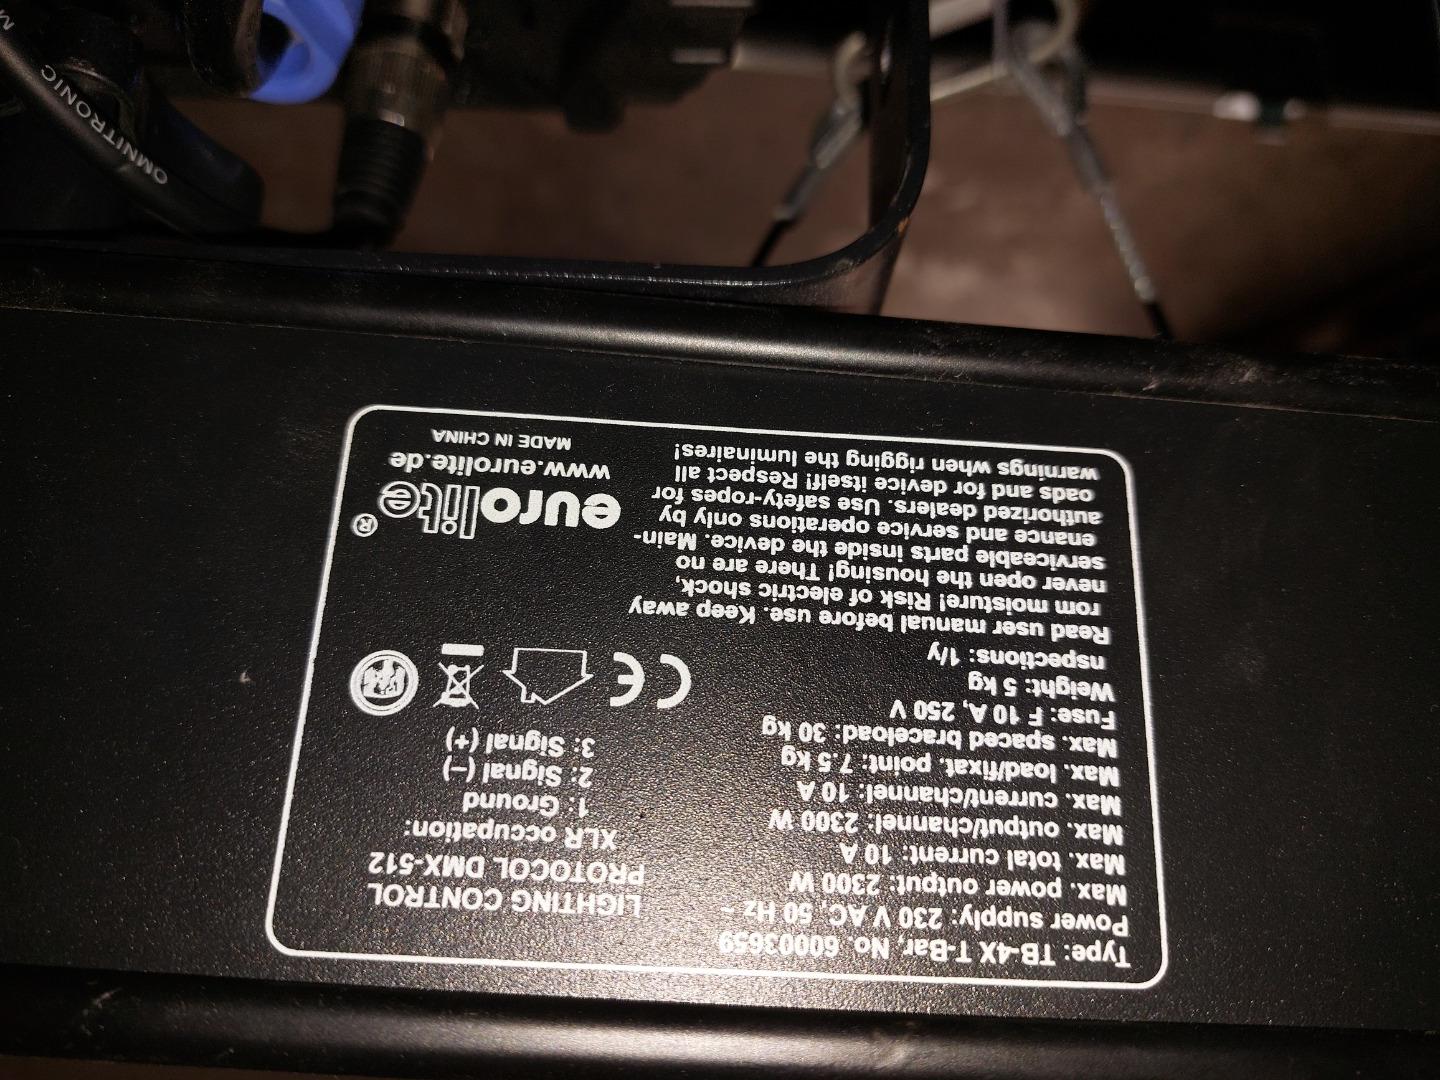 Type: TB-4X T-Bar, No. 60003659
Power supply: 230 V AC, 50 Hz ~
Max. power output: 2300 W
Max. total current: 10 A
Max. output/channel: 2300 W
Max. current/channel: 10 A
Max. load/fixat. point: 7.5 kg
Max. spaced braceload: 30 kg
Fuse: F 10 A, 250 V
Weight: 5 kg
nspections: 1/y
Read user manual before use. Keep away
rom moisture! Risk of electric shock,
never open the housing! There are no
serviceable parts inside the device. Main-
enance and service operations only by
authorized dealers. Use safety-ropes for
oads and for device itself! Respect all
warnings when rigging the luminaires!
LIGHTING CONTROL
PROTOCOL DMX-512
XLR occupation:
1: Ground
2: Signal (–)
3: Signal (+)
CE
eurolite®
www.eurolite.de
MADE IN CHINA
OMNITRONIC
M